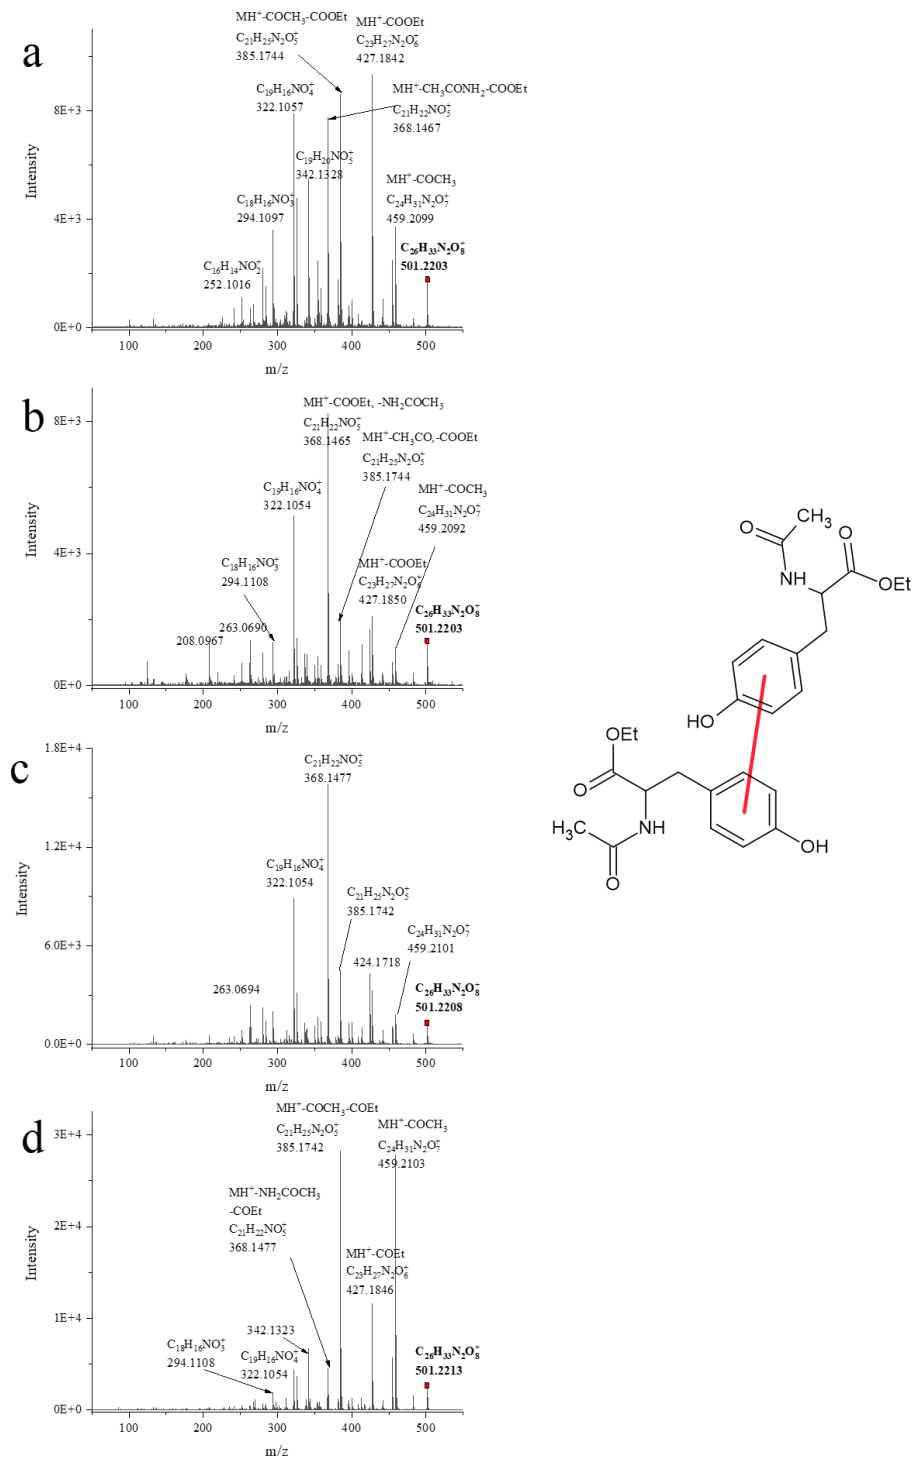 a
MH⁺-COCH₃-COOEt
C₂₁H₂₅N₂O₅⁺
385.1744
MH⁺-COOEt
C₂₃H₂₇N₂O₆⁺
427.1842
C₁₉H₁₆NO₄⁺
322.1057
MH⁺-CH₃CONH₂-COOEt
C₂₁H₂₂NO₅⁺
368.1467
C₁₉H₂₀NO₅⁺
342.1328
MH⁺-COCH₃
C₂₄H₃₁N₂O₇⁺
459.2099
C₁₈H₁₆NO₃⁺
294.1097
C₁₆H₁₄NO₂⁺
252.1016
C₂₆H₃₃N₂O₈⁺
501.2203
8E+3
4E+3
0E+0
Intensity
100 200 300 400 500
m/z
b
MH⁺-COOEt, -NH₂COCH₃
C₂₁H₂₂NO₅⁺
368.1465
MH⁺-CH₃CO,-COOEt
C₂₁H₂₅N₂O₅⁺
385.1744
C₁₉H₁₆NO₄⁺
322.1054
MH⁺-COCH₃
C₂₄H₃₁N₂O₇⁺
459.2092
C₁₈H₁₆NO₃⁺
294.1108
MH⁺-COOEt
C₂₃H₂₇N₂O₆⁺
427.1850
208.0967
263.0690
C₂₆H₃₃N₂O₈⁺
501.2203
8E+3
4E+3
0E+0
Intensity
100 200 300 400 500
m/z
c
C₂₁H₂₂NO₅⁺
368.1477
C₁₉H₁₆NO₄⁺
322.1054
C₂₁H₂₅N₂O₅⁺
385.1742
C₂₄H₃₁N₂O₇⁺
459.2101
424.1718
263.0694
C₂₆H₃₃N₂O₈⁺
501.2208
1.8E+4
1.2E+4
6.0E+3
0.0E+0
Intensity
100 200 300 400 500
m/z
d
MH⁺-COCH₃-COEt
C₂₁H₂₅N₂O₅⁺
385.1742
MH⁺-COCH₃
C₂₄H₃₁N₂O₇⁺
459.2103
MH⁺-NH₂COCH₃
-COEt
C₂₁H₂₂NO₅⁺
368.1477
MH⁺-COEt
C₂₃H₂₇N₂O₆⁺
427.1846
342.1323
C₁₈H₁₆NO₃⁺
294.1108
C₁₉H₁₆NO₄⁺
322.1054
C₂₆H₃₃N₂O₈⁺
501.2213
3E+4
2E+4
1E+4
0E+0
Intensity
100 200 300 400 500
m/z
CH₃
O
O
NH
OEt
HO
OEt
O
H₃C
NH
O
OH